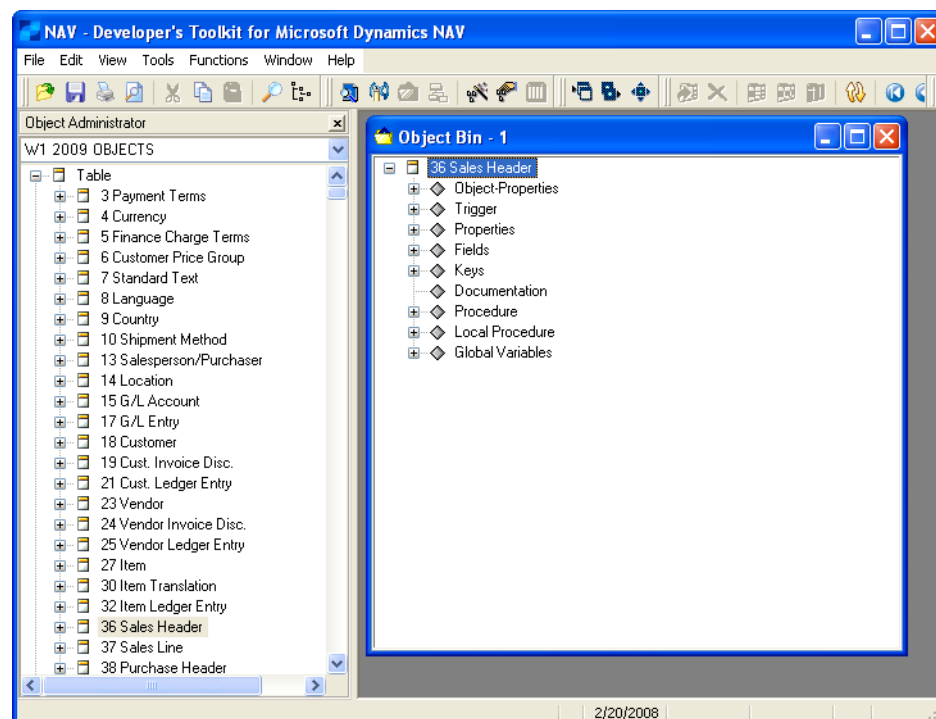 NAV - Developer's Toolkit for Microsoft Dynamics NAV
File Edit View Tools Functions Window Help
Object Administrator
W1 2009 OBJECTS
Table
3 Payment Terms
4 Currency
5 Finance Charge Terms
6 Customer Price Group
7 Standard Text
8 Language
9 Country
10 Shipment Method
13 Salesperson/Purchaser
14 Location
15 G/L Account
17 G/L Entry
18 Customer
19 Cust. Invoice Disc.
21 Cust. Ledger Entry
23 Vendor
24 Vendor Invoice Disc.
25 Vendor Ledger Entry
27 Item
30 Item Translation
32 Item Ledger Entry
36 Sales Header
37 Sales Line
38 Purchase Header
Object Bin - 1
36 Sales Header
Object-Properties
Trigger
Properties
Fields
Keys
Documentation
Procedure
Local Procedure
Global Variables
2/20/2008